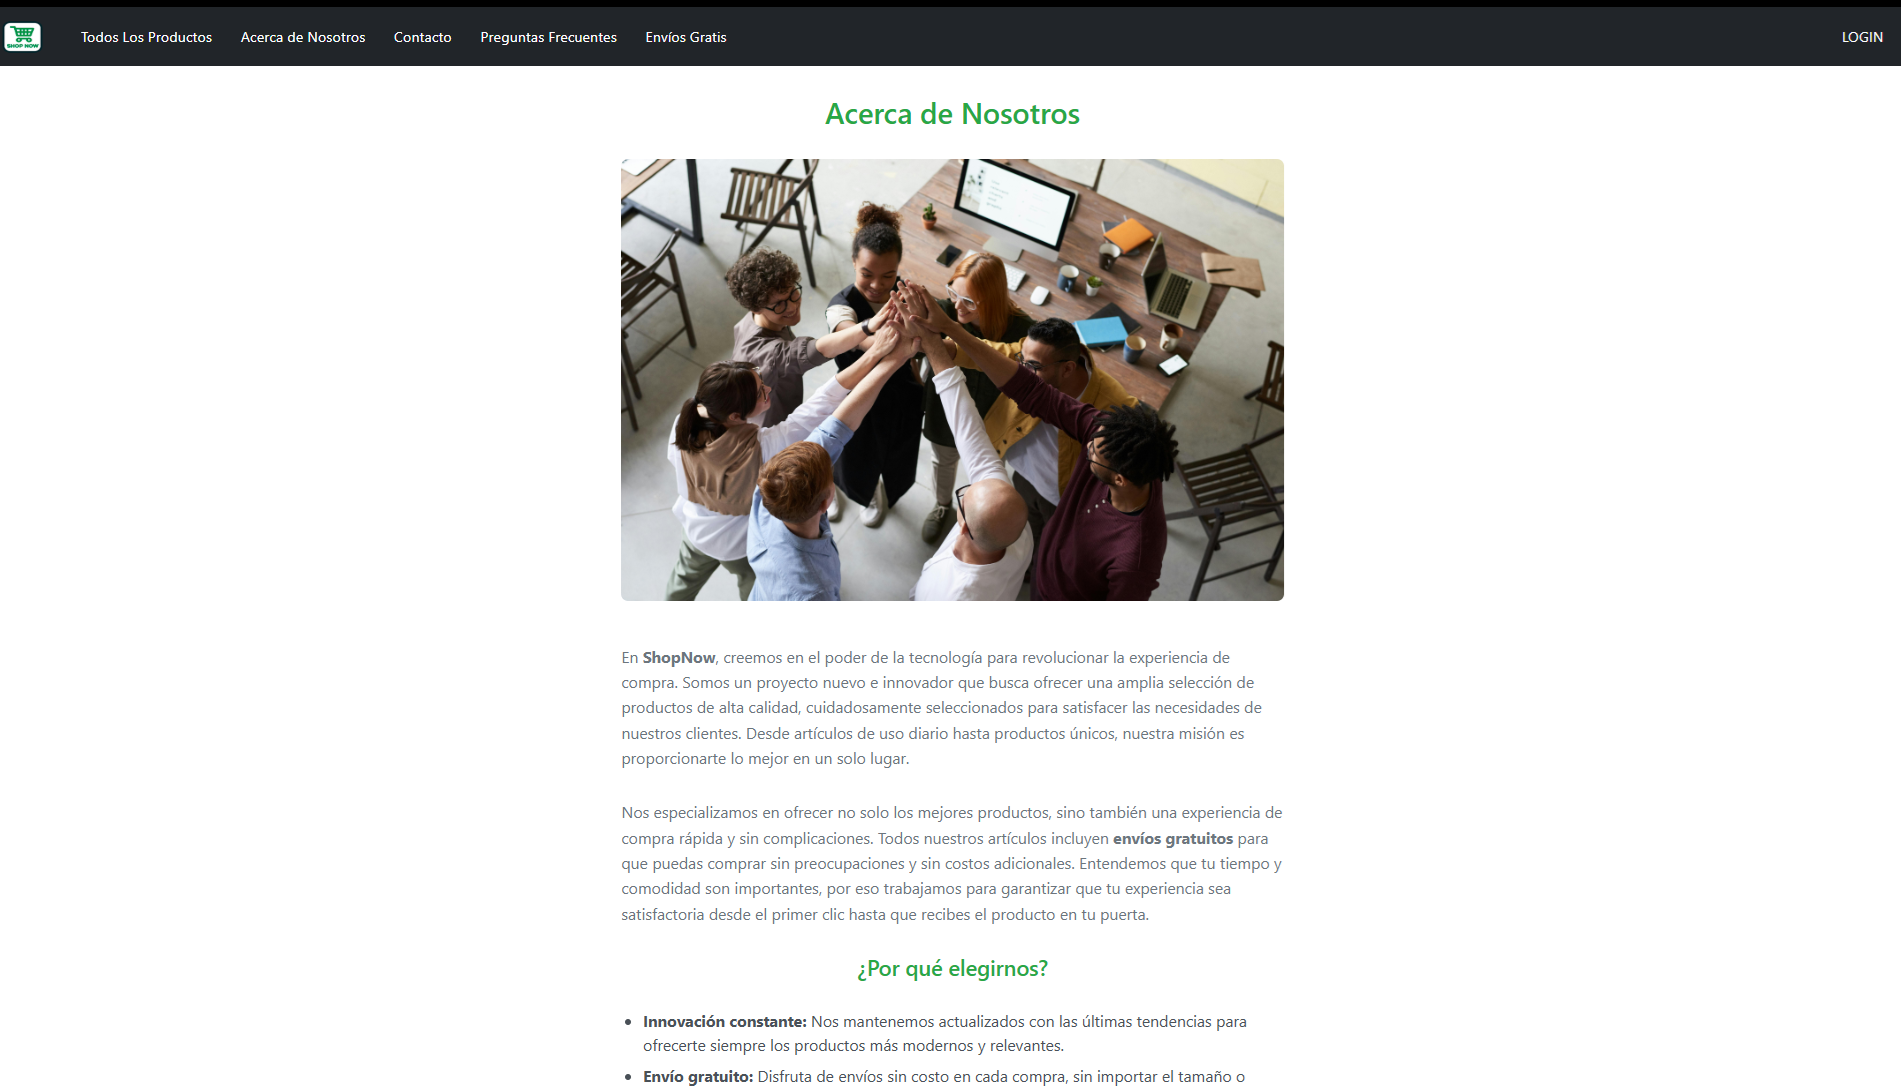 SHOP NOW
Todos Los Productos
Acerca de Nosotros
Contacto
Preguntas Frecuentes
Envíos Gratis
LOGIN
Acerca de Nosotros
En ShopNow, creemos en el poder de la tecnología para revolucionar la experiencia de
compra. Somos un proyecto nuevo e innovador que busca ofrecer una amplia selección de
productos de alta calidad, cuidadosamente seleccionados para satisfacer las necesidades de
nuestros clientes. Desde artículos de uso diario hasta productos únicos, nuestra misión es
proporcionarte lo mejor en un solo lugar.
Nos especializamos en ofrecer no solo los mejores productos, sino también una experiencia de
compra rápida y sin complicaciones. Todos nuestros artículos incluyen envíos gratuitos para
que puedas comprar sin preocupaciones y sin costos adicionales. Entendemos que tu tiempo y
comodidad son importantes, por eso trabajamos para garantizar que tu experiencia sea
satisfactoria desde el primer clic hasta que recibes el producto en tu puerta.
¿Por qué elegirnos?
• Innovación constante: Nos mantenemos actualizados con las últimas tendencias para
ofrecerte siempre los productos más modernos y relevantes.
• Envío gratuito: Disfruta de envíos sin costo en cada compra, sin importar el tamaño o